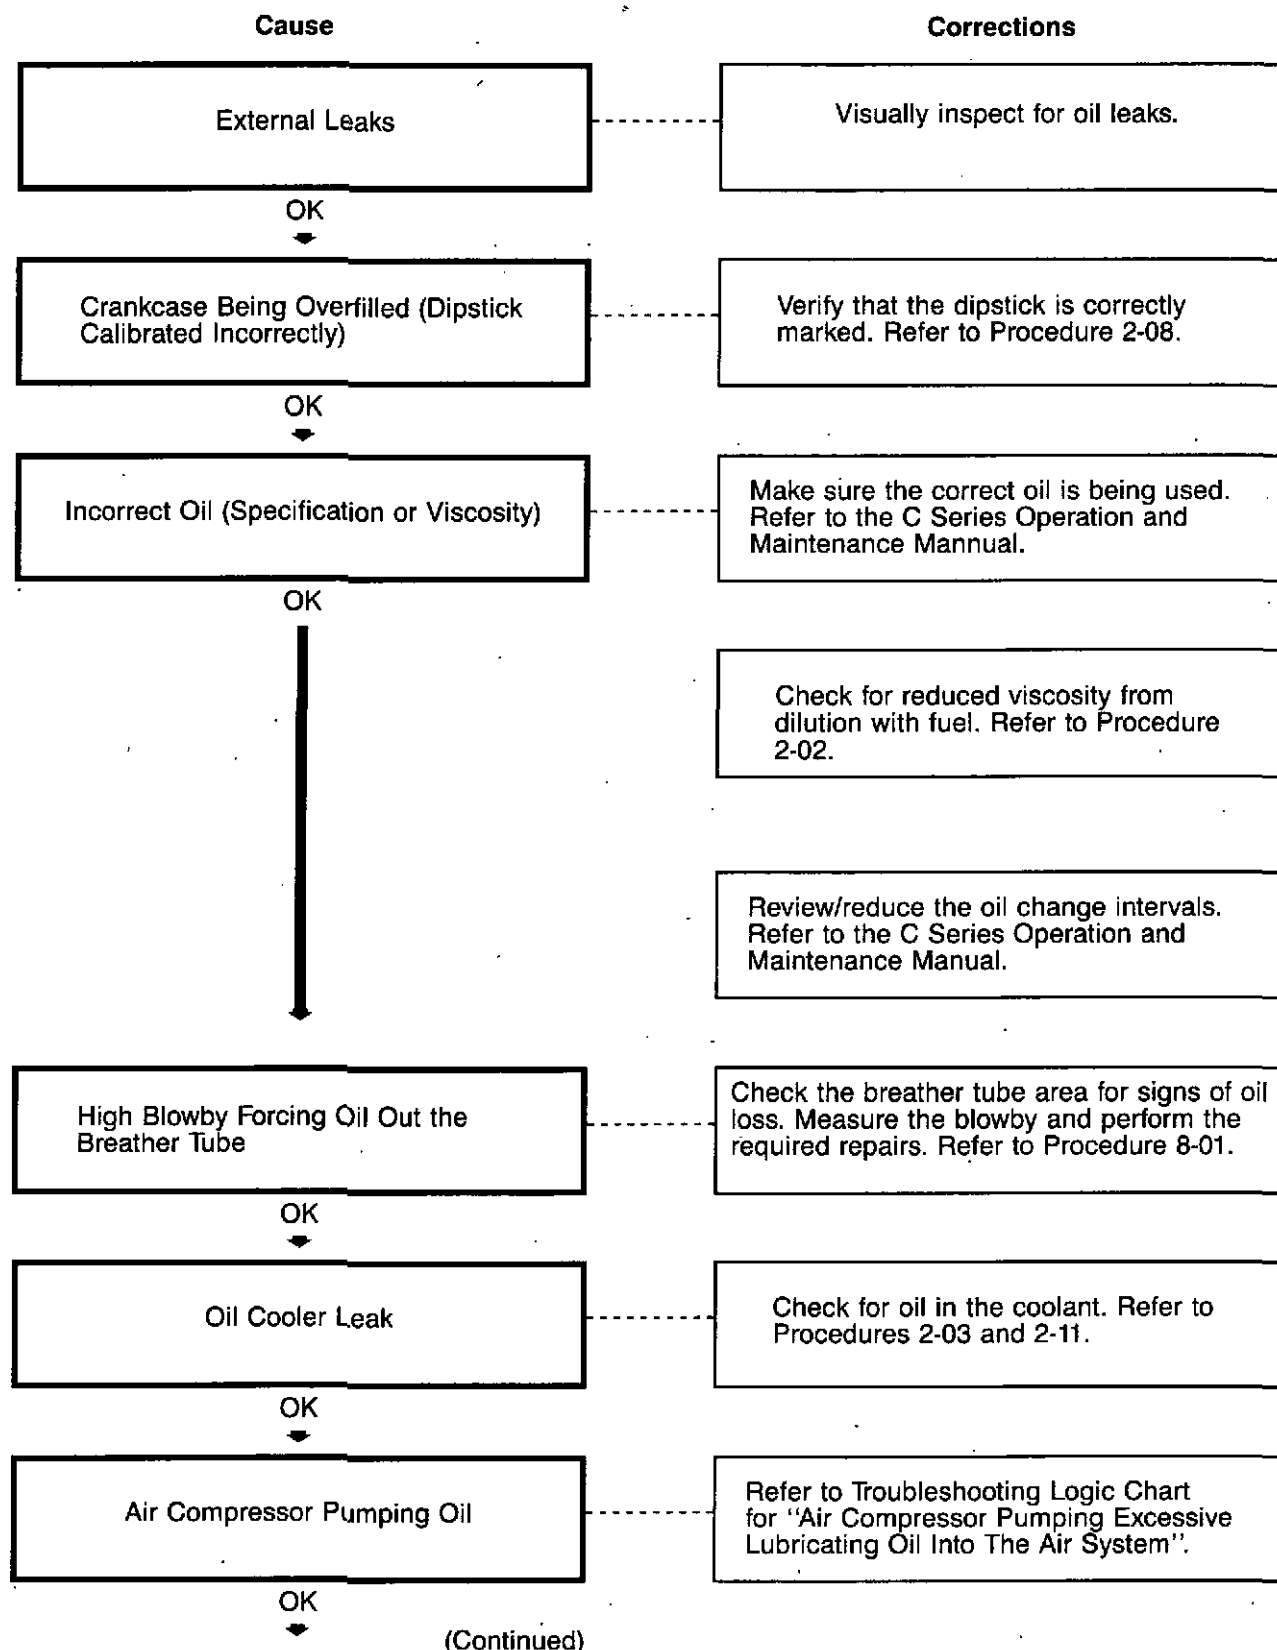 Cause
Corrections
External Leaks
Visually inspect for oil leaks.
OK
Crankcase Being Overfilled (Dipstick
Calibrated Incorrectly)
Verify that the dipstick is correctly
marked. Refer to Procedure 2-08.
OK
Incorrect Oil (Specification or Viscosity)
Make sure the correct oil is being used.
Refer to the C Series Operation and
Maintenance Mannual.
OK
Check for reduced viscosity from
dilution with fuel. Refer to Procedure
2-02.
Review/reduce the oil change intervals.
Refer to the C Series Operation and
Maintenance Manual.
High Blowby Forcing Oil Out the
Breather Tube
Check the breather tube area for signs of oil
loss. Measure the blowby and perform the
required repairs. Refer to Procedure 8-01.
OK
Oil Cooler Leak
Check for oil in the coolant. Refer to
Procedures 2-03 and 2-11.
OK
Air Compressor Pumping Oil
Refer to Troubleshooting Logic Chart
for "Air Compressor Pumping Excessive
Lubricating Oil Into The Air System".
OK
(Continued)